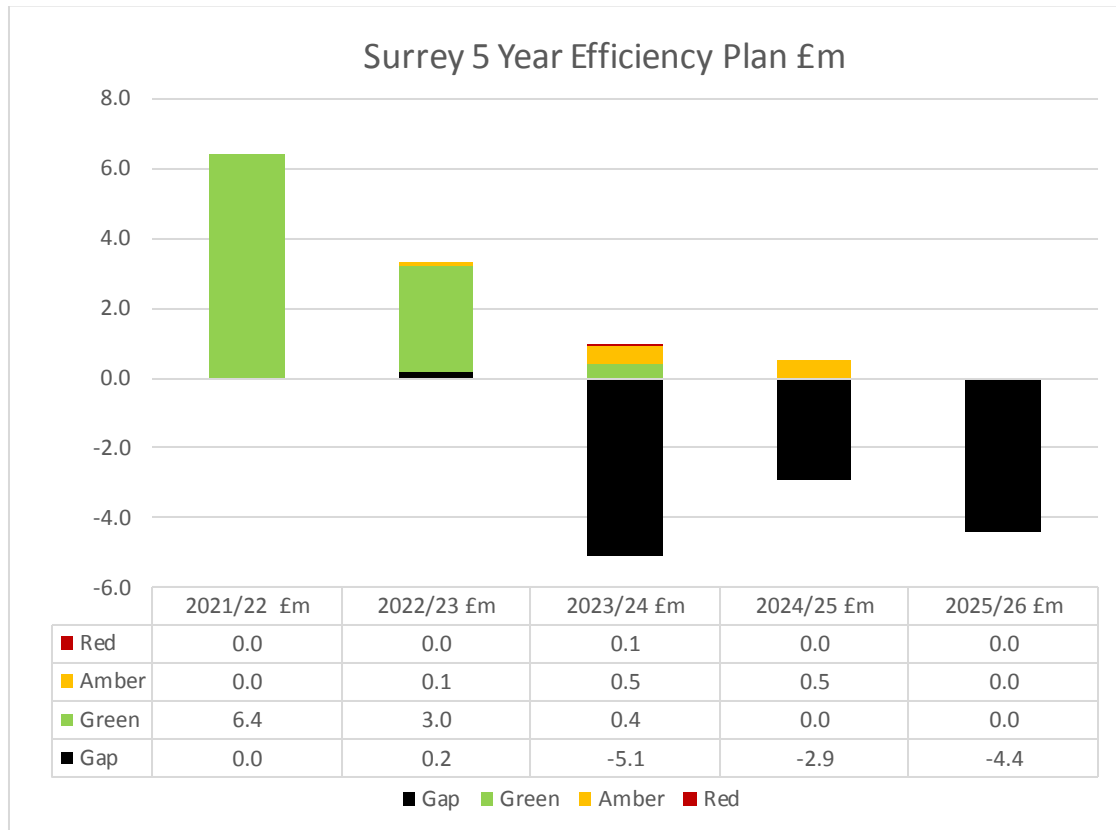 Surrey 5 Year Efficiency Plan £m
8.0
6.0
4.0
2.0
0.0
-2.0
-4.0
-6.0
2021/22 £m 2022/23 £m 2023/24 £m 2024/25 £m 2025/26 £m
Red 0.0 0.0 0.1 0.0 0.0
Amber 0.0 0.1 0.5 0.5 0.0
Green 6.4 3.0 0.4 0.0 0.0
Gap 0.0 0.2 -5.1 -2.9 -4.4
Gap Green Amber Red